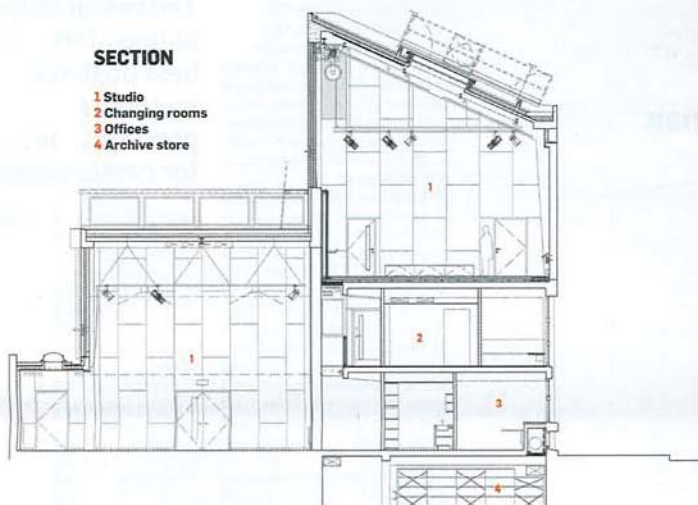 SECTION
1 Studio
2 Changing rooms
3 Offices
4 Archive store
1
1
2
3
4